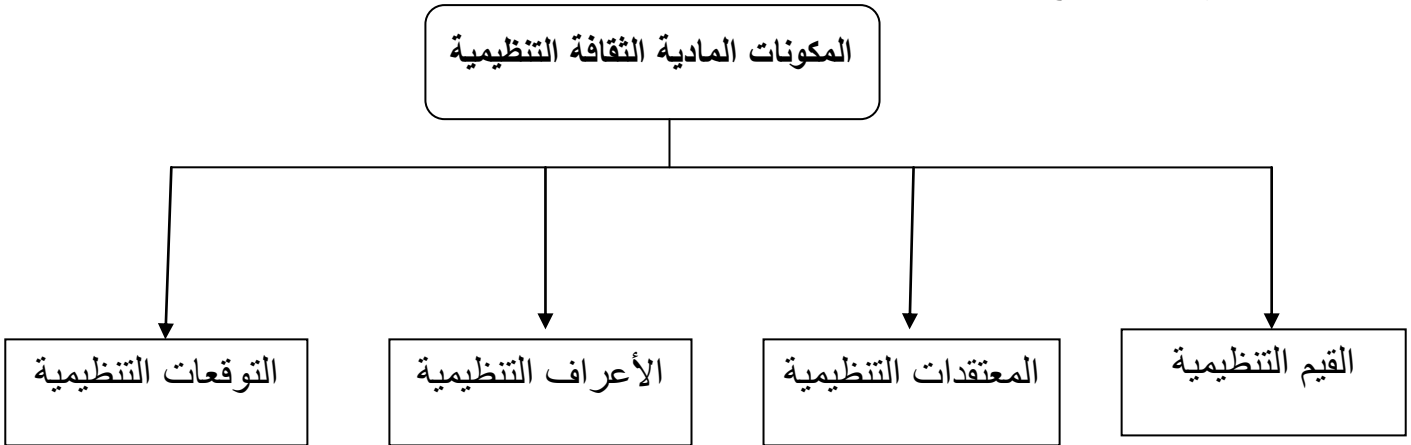 المكونات المادية الثقافة التنظيمية
القيم التنظيمية
المعتقدات التنظيمية
الأعراف التنظيمية
التوقعات التنظيمية